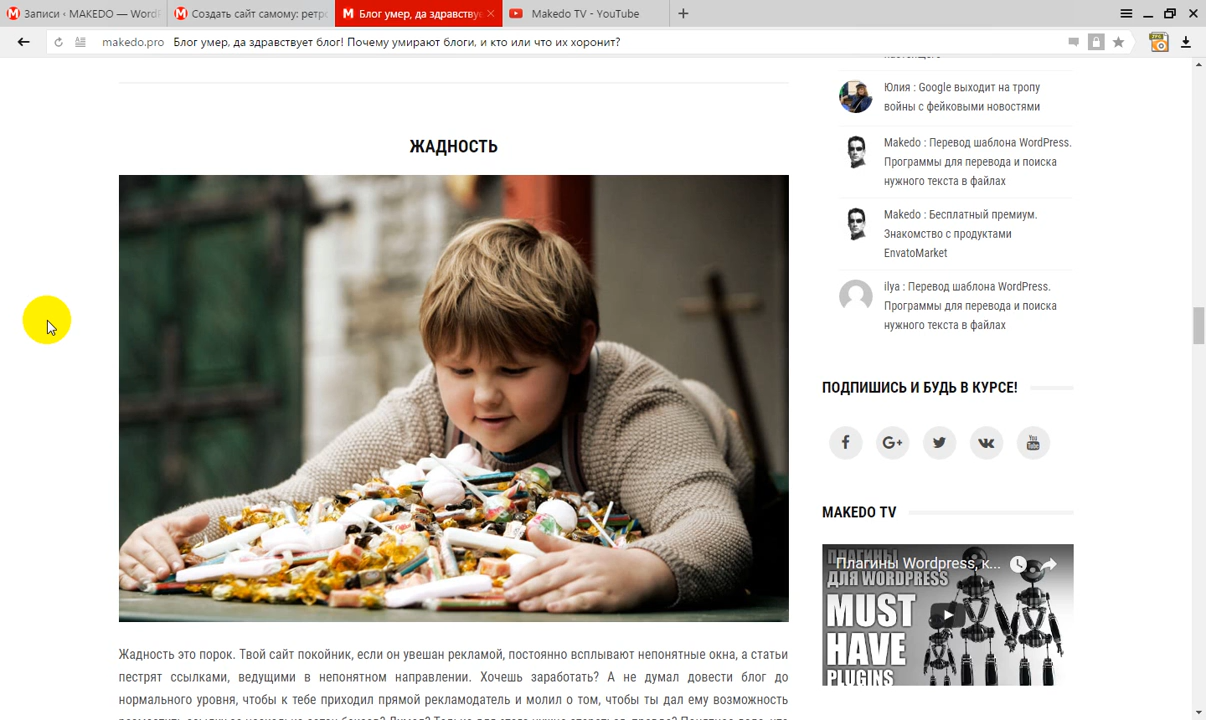 Записи ‹ MAKEDO — Word
Создать сайт самому: ретро
Блог умер, да здравствуе
Makedo TV - YouTube
makedo.pro Блог умер, да здравствует блог! Почему умирают блоги, и кто или что их хоронит?
ЖАДНОСТЬ
Жадность это порок. Твой сайт покойник, если он увешан рекламой, постоянно всплывают непонятные окна, а статьи
пестрят ссылками, ведущими в непонятном направлении. Хочешь заработать? А не думал довести блог до
нормального уровня, чтобы к тебе приходил прямой рекламодатель и молил о том, чтобы ты дал ему возможность
Юлия : Google выходит на тропу
войны с фейковыми новостями
Makedo : Перевод шаблона WordPress.
Программы для перевода и поиска
нужного текста в файлах
Makedo : Бесплатный премиум.
Знакомство с продуктами
EnvatoMarket
ilya : Перевод шаблона WordPress.
Программы для перевода и поиска
нужного текста в файлах
ПОДПИШИСЬ И БУДЬ В КУРСЕ!
You
Tube
MAKEDO TV
Плагины Wordpress, к...
ПЛАГИНЫ
ДЛЯ WORDPRESS
MUST
HAVE
PLUGINS